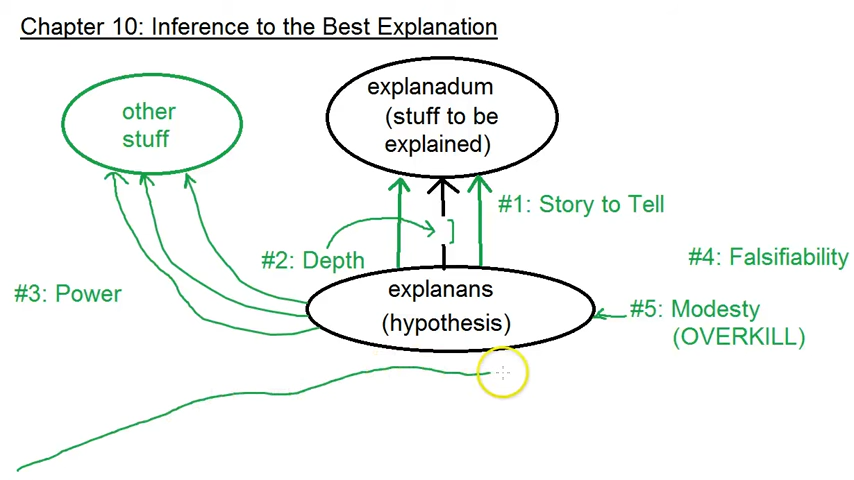 Chapter 10: Inference to the Best Explanation
other
stuff
explanadum
(stuff to be
explained)
#1: Story to Tell
#2: Depth
#3: Power
#4: Falsifiability
explanans
(hypothesis)
#5: Modesty
(OVERKILL)